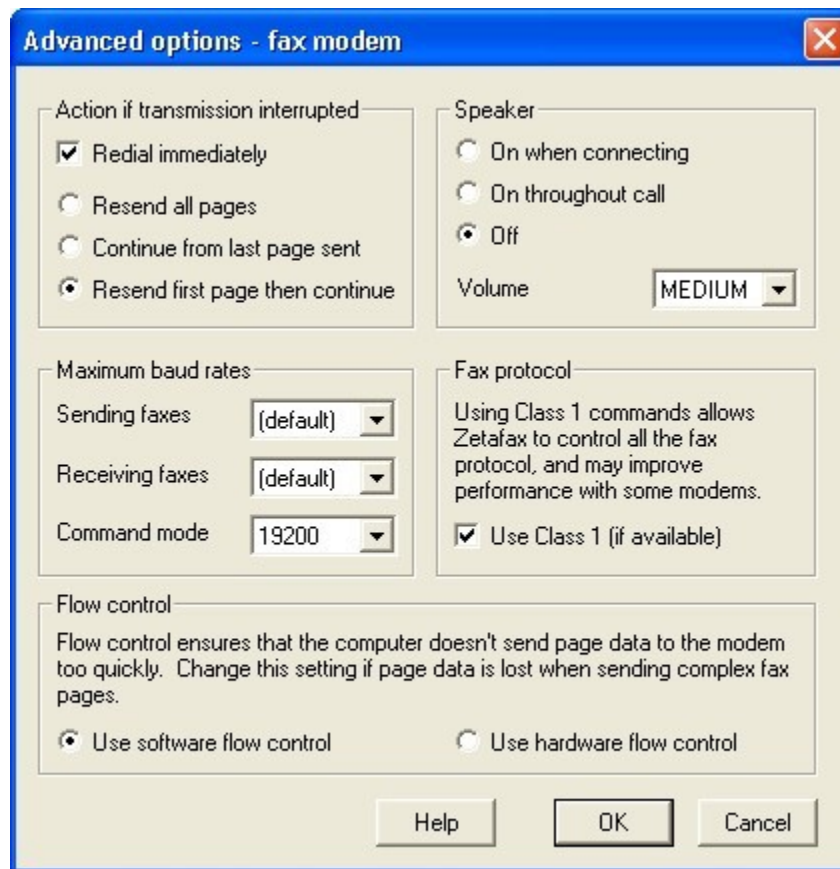 Advanced options - fax modem
Action if transmission interrupted
Redial immediately
Resend all pages
Continue from last page sent
Resend first page then continue
Speaker
On when connecting
On throughout call
Off
Volume MEDIUM
Maximum baud rates
Sending faxes (default)
Receiving faxes (default)
Command mode 19200
Fax protocol
Using Class 1 commands allows
Zetafax to control all the fax
protocol, and may improve
performance with some modems.
Use Class 1 (if available)
Flow control
Flow control ensures that the computer doesn't send page data to the modem
too quickly.  Change this setting if page data is lost when sending complex fax
pages.
Use software flow control
Use hardware flow control
Help OK Cancel